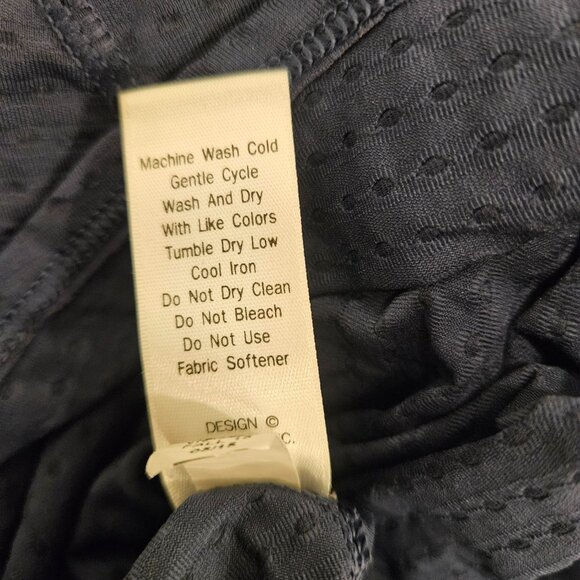 Machine Wash Cold
Gentle Cycle
Wash And Dry
With Like Colors
Tumble Dry Low
Cool Iron
Do Not Dry Clean
Do Not Bleach
Do Not Use
Fabric Softener
DESIGN ©
C.